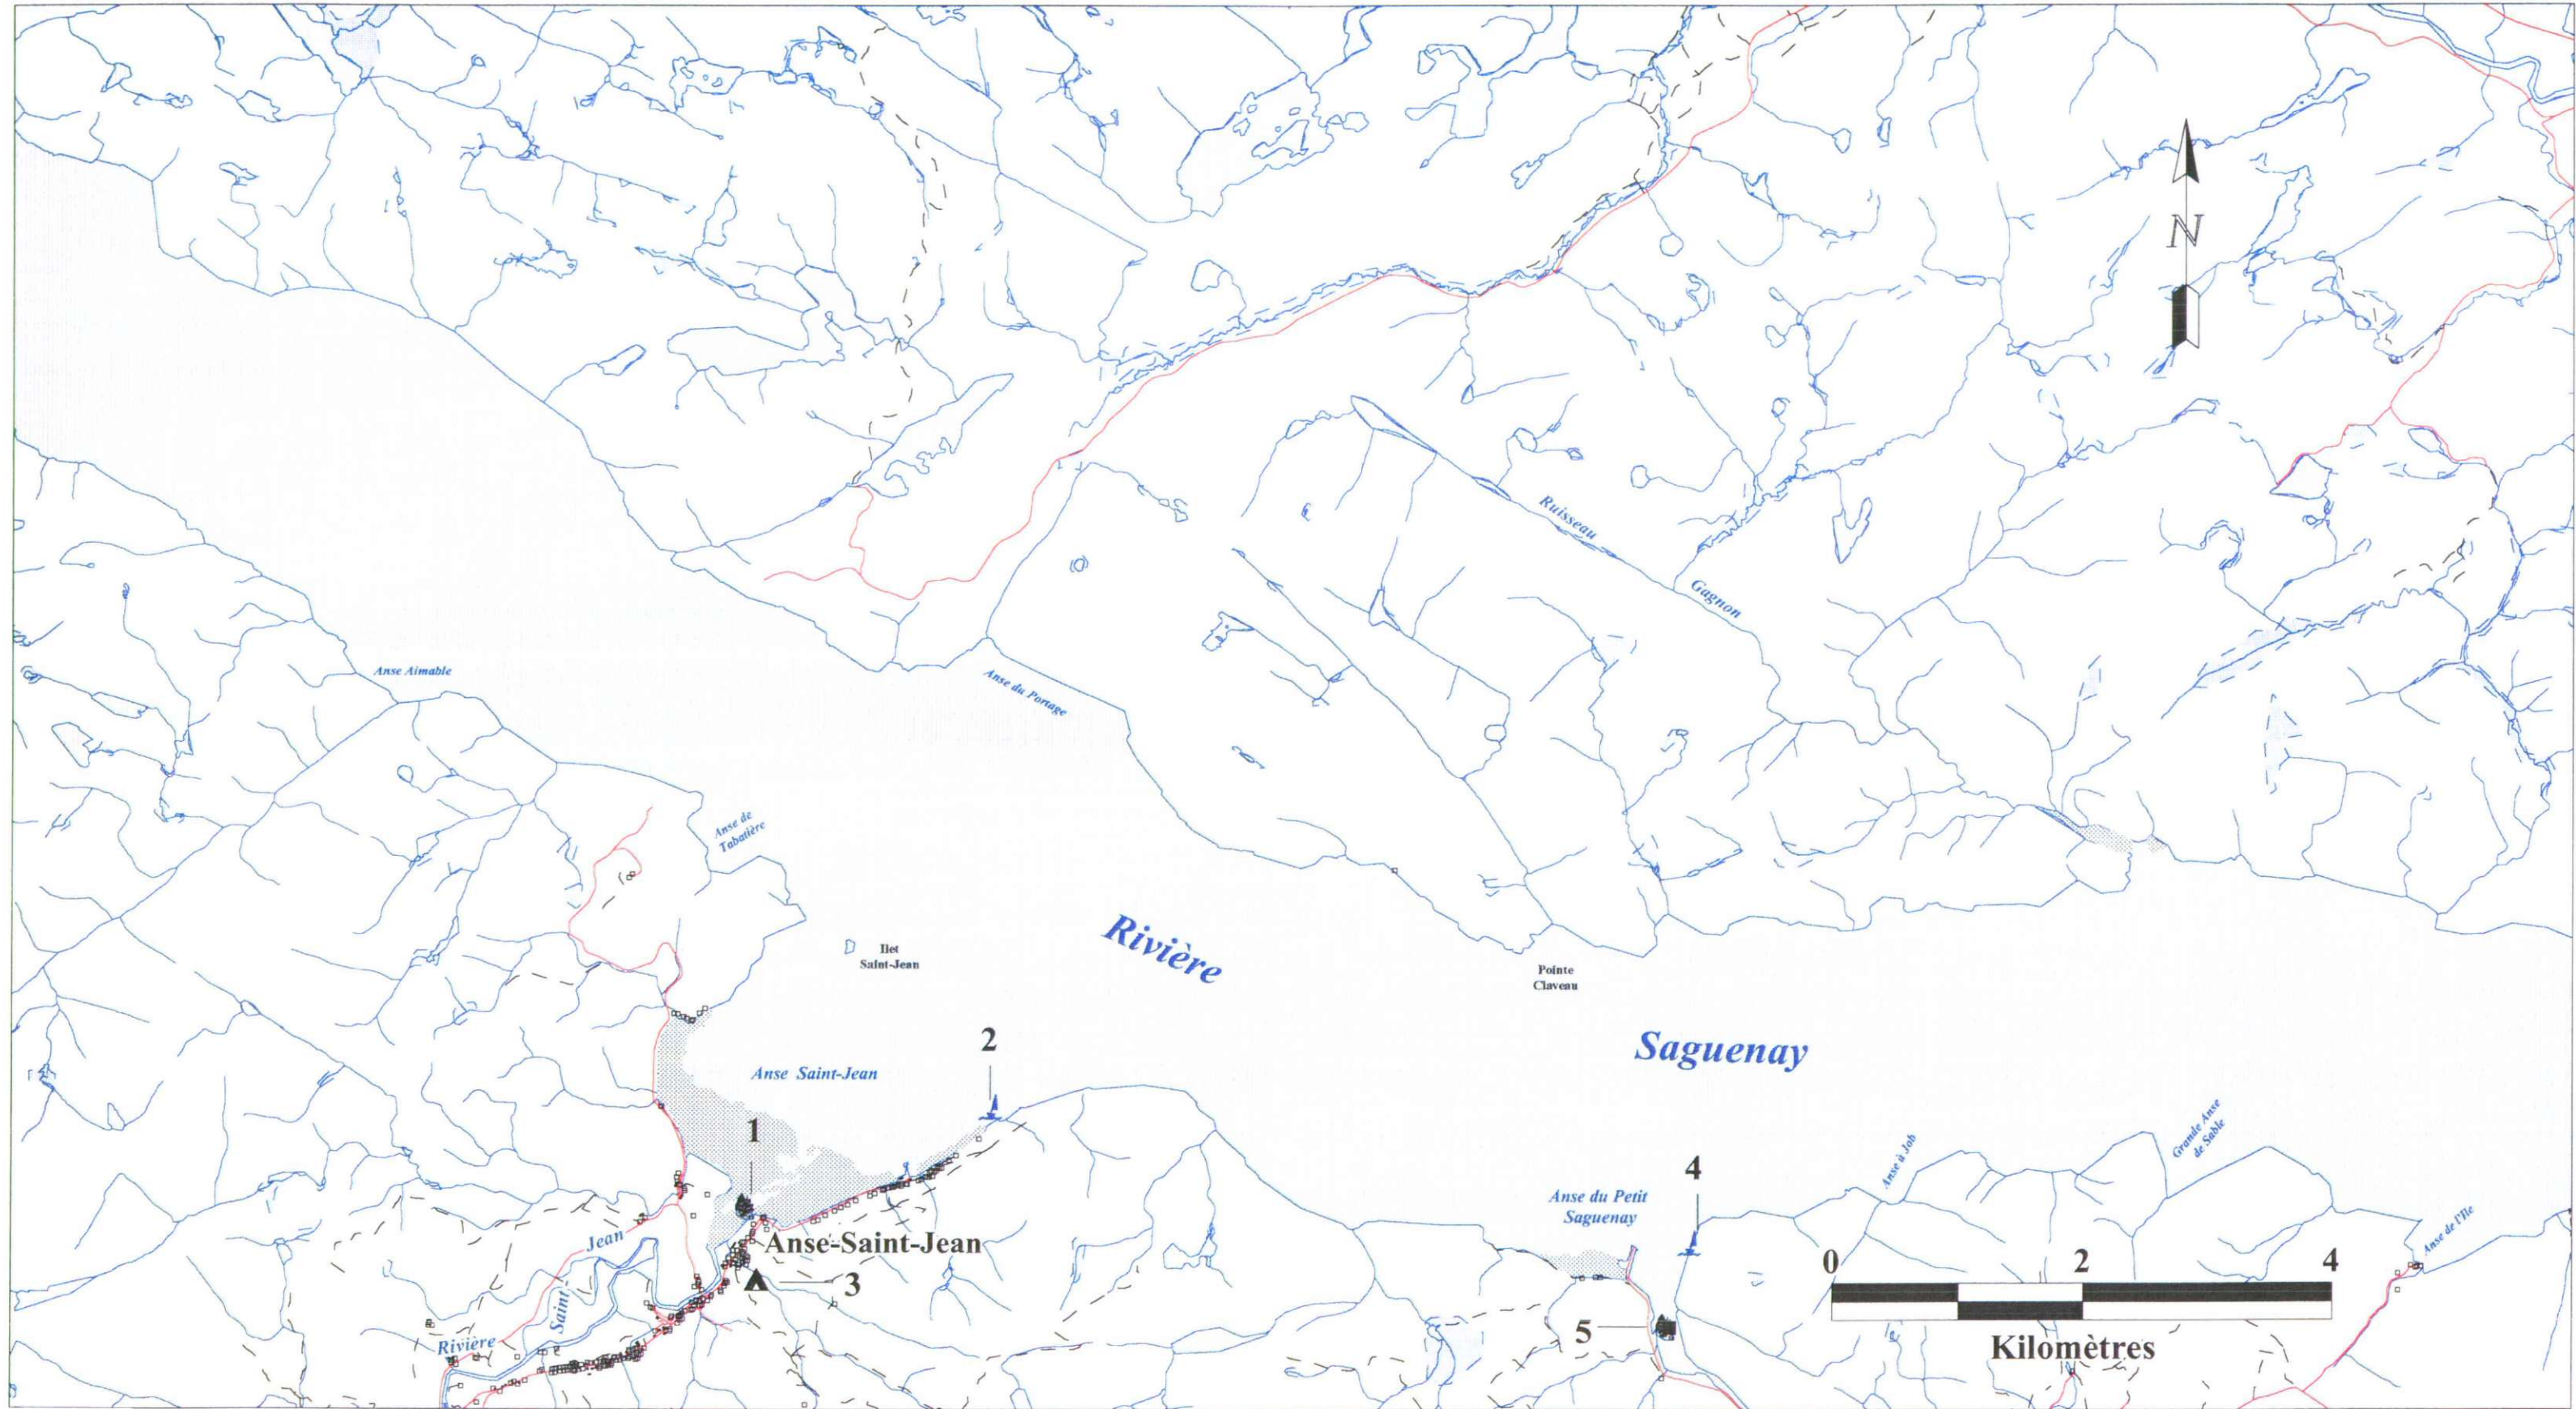 N
Ruisseau
Gagnon
Anse Aimable
Anse du Portage
Anse de
Tabatière
Rivière
Ilet
Saint-Jean
Pointe
Claveau
Saguenay
2
Anse Saint-Jean
1
Grande Anse
de Sable
Anse à Job
4
Anse du Petit
Saguenay
Anse de l'Ile
Jean
Anse-Saint-Jean
0 2 4
3
Saint-
Rivière
5
Kilomètres